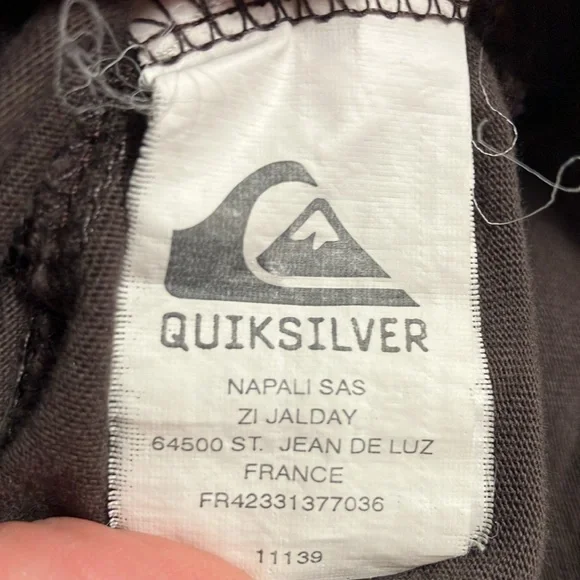 QUIKSILVER
NAPALI SAS
ZI JALDAY
64500 ST. JEAN DE LUZ
FRANCE
FR42331377036
11139